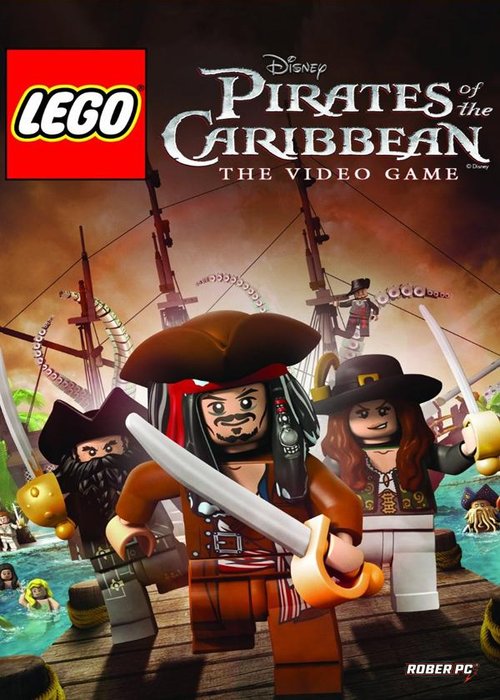 LEGO
Disney
PIRATES of the
CARIBBEAN
© Disney
THE VIDEO GAME
ROBER PC